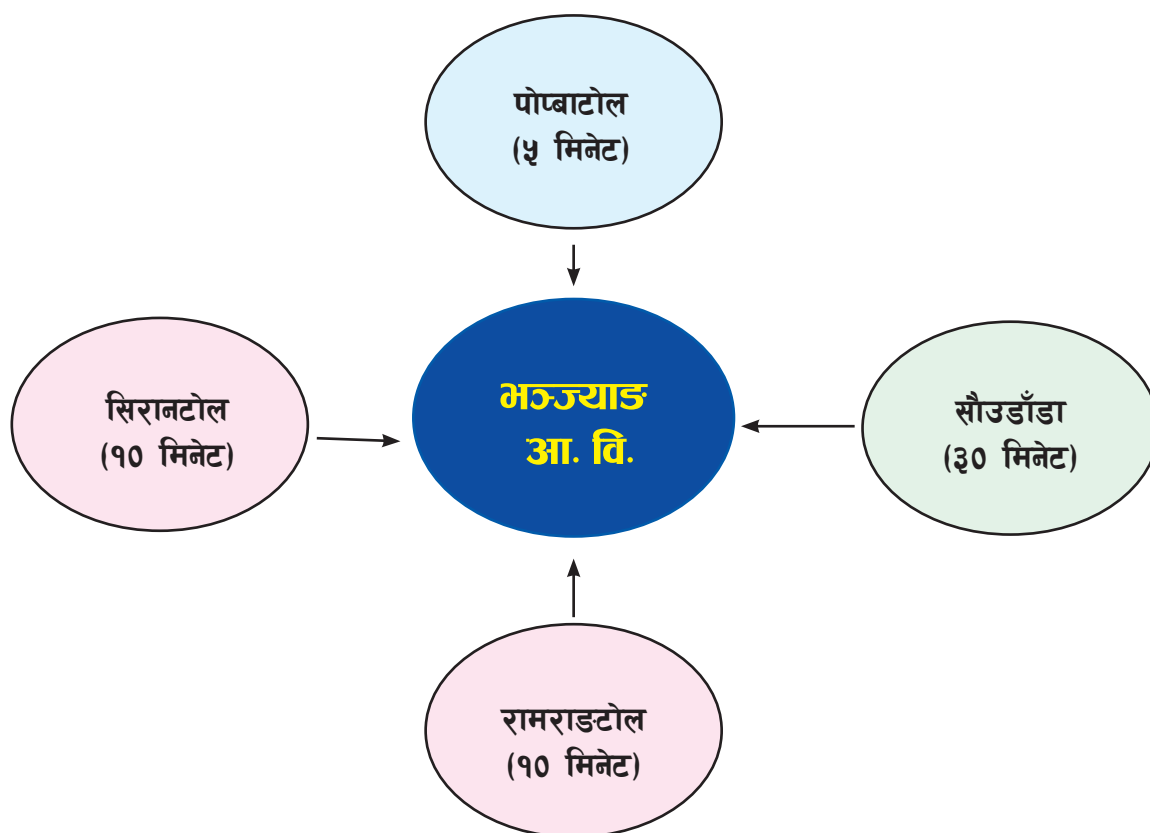 पोप्बाटोल
(५ मिनेट)
सिरानटोल
(१० मिनेट)
भञ्ज्याङ
आ. वि.
सौउडाँडा
(३० मिनेट)
रामराङटोल
(१० मिनेट)